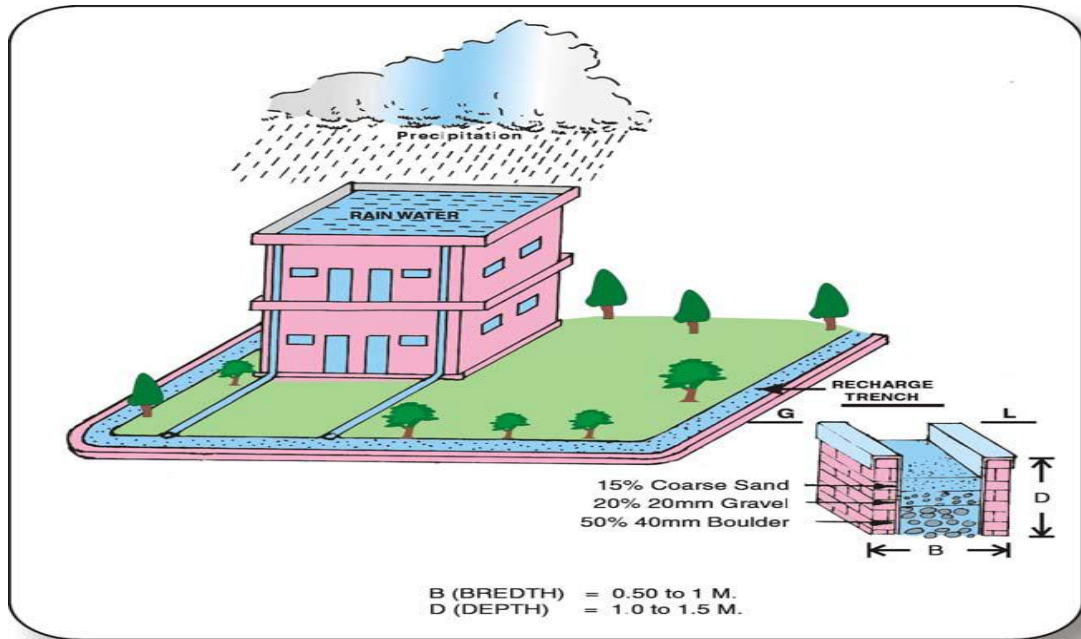 Precipitation
RAIN WATER
RECHARGE
TRENCH
G L
15% Coarse Sand
20% 20mm Gravel
50% 40mm Boulder
D
B
B (BREDTH) = 0.50 to 1 M.
D (DEPTH) = 1.0 to 1.5 M.